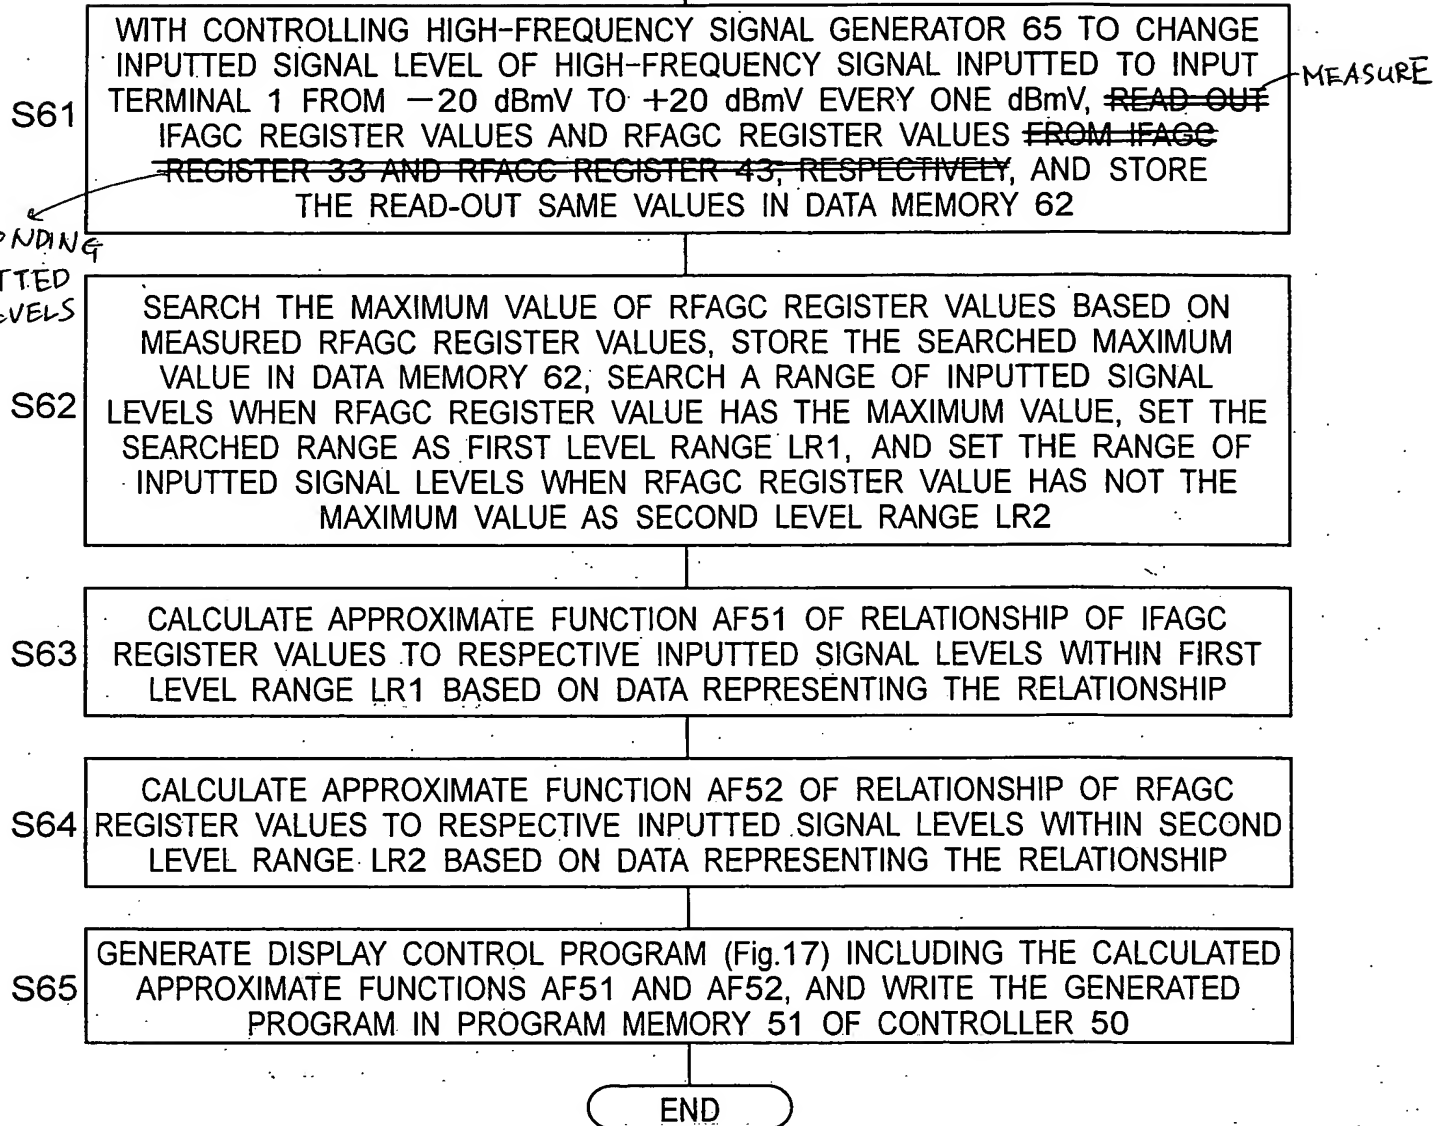 WITH CONTROLLING HIGH-FREQUENCY SIGNAL GENERATOR 65 TO CHANGE
INPUTTED SIGNAL LEVEL OF HIGH-FREQUENCY SIGNAL INPUTTED TO INPUT
MEASURE
S61
TERMINAL 1 FROM −20 dBmV TO +20 dBmV EVERY ONE dBmV, READ OUT
IFAGC REGISTER VALUES AND RFAGC REGISTER VALUES FROM IFAGC
REGISTER 33 AND RFAGC REGISTER 43, RESPECTIVELY, AND STORE
THE READ-OUT SAME VALUES IN DATA MEMORY 62
ONDING
TTED
EVELS
SEARCH THE MAXIMUM VALUE OF RFAGC REGISTER VALUES BASED ON
MEASURED RFAGC REGISTER VALUES, STORE THE SEARCHED MAXIMUM
VALUE IN DATA MEMORY 62, SEARCH A RANGE OF INPUTTED SIGNAL
S62
LEVELS WHEN RFAGC REGISTER VALUE HAS THE MAXIMUM VALUE, SET THE
SEARCHED RANGE AS FIRST LEVEL RANGE LR1, AND SET THE RANGE OF
INPUTTED SIGNAL LEVELS WHEN RFAGC REGISTER VALUE HAS NOT THE
MAXIMUM VALUE AS SECOND LEVEL RANGE LR2
CALCULATE APPROXIMATE FUNCTION AF51 OF RELATIONSHIP OF IFAGC
S63
REGISTER VALUES TO RESPECTIVE INPUTTED SIGNAL LEVELS WITHIN FIRST
LEVEL RANGE LR1 BASED ON DATA REPRESENTING THE RELATIONSHIP
CALCULATE APPROXIMATE FUNCTION AF52 OF RELATIONSHIP OF RFAGC
S64
REGISTER VALUES TO RESPECTIVE INPUTTED SIGNAL LEVELS WITHIN SECOND
LEVEL RANGE LR2 BASED ON DATA REPRESENTING THE RELATIONSHIP
GENERATE DISPLAY CONTROL PROGRAM (Fig.17) INCLUDING THE CALCULATED
S65
APPROXIMATE FUNCTIONS AF51 AND AF52, AND WRITE THE GENERATED
PROGRAM IN PROGRAM MEMORY 51 OF CONTROLLER 50
END